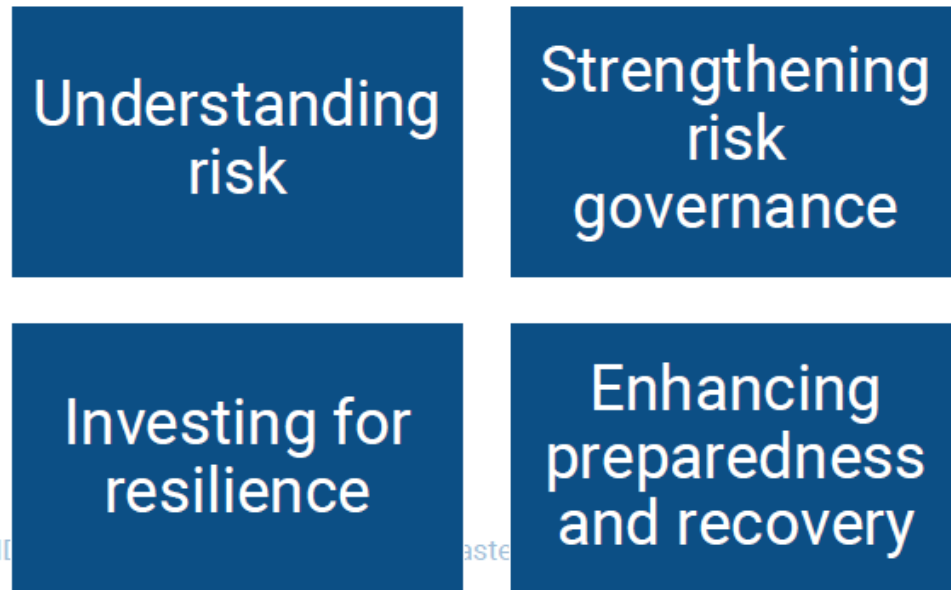 Understanding
risk
Strengthening
risk
governance
Investing for
resilience
Enhancing
preparedness
and recovery